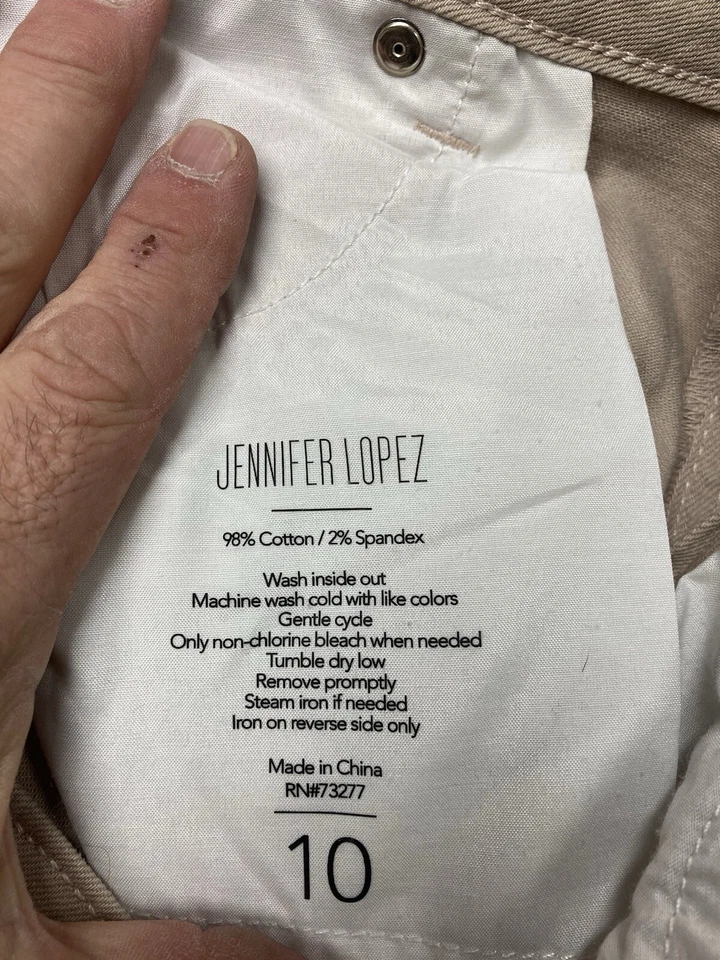 JENNIFER LOPEZ
98% Cotton / 2% Spandex
Wash inside out
Machine wash cold with like colors
Gentle cycle
Only non-chlorine bleach when needed
Tumble dry low
Remove promptly
Steam iron if needed
Iron on reverse side only
Made in China
RN#73277
10